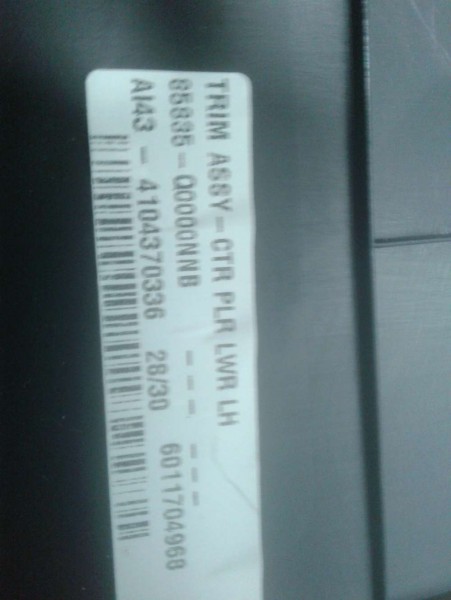 TRIM ASSY-CTR PLR LWR LH
85835-Q0000NNB --- ---
AI43 - 4104370336 28/30 6011704968